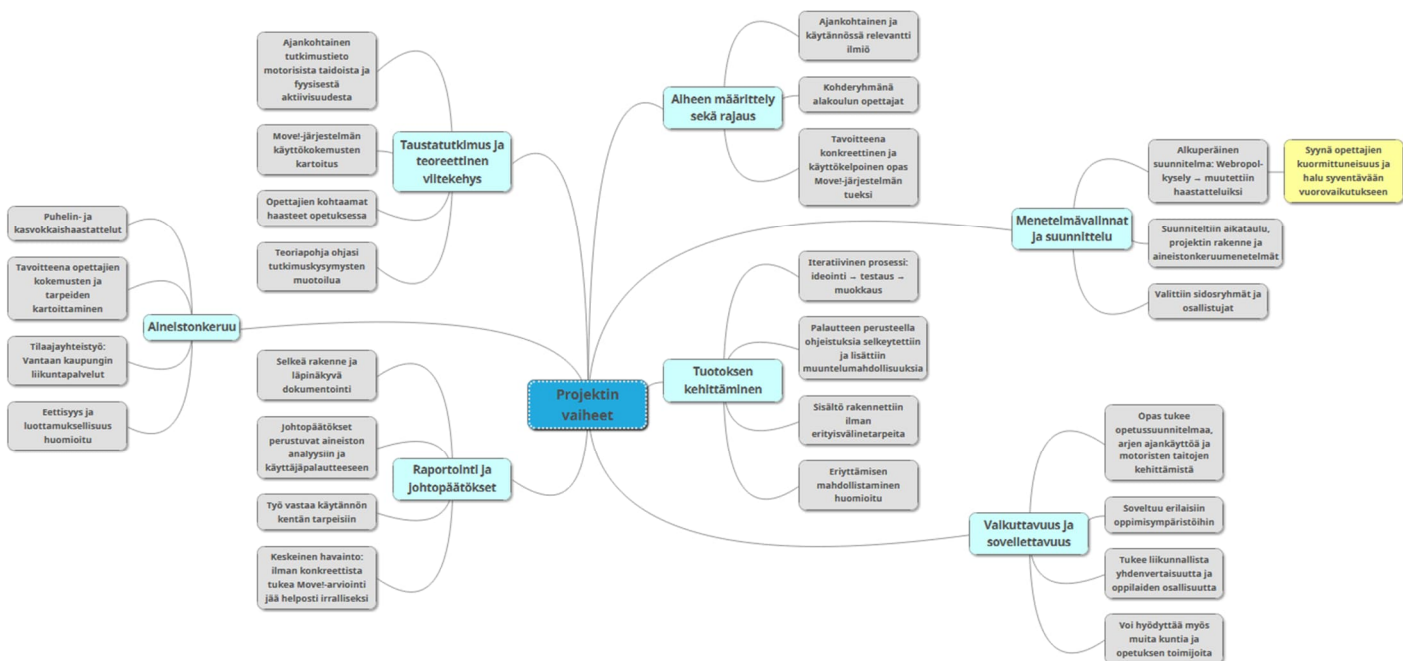 Projektin
vaiheet
Aiheen määrittely
sekä rajaus
Ajankohtainen ja
käytännössä relevantti
ilmiö
Kohderyhmänä
alakoulun opettajat
Tavoitteena
konkreettinen ja
käyttökelpoinen opas
Move!-järjestelmän
tueksi
Menetelmävalinnat
ja suunnittelu
Alkuperäinen
suunnitelma: Webropol-
kysely → muutettiin
haastatteluiksi
Syynä opettajien
kuormittuneisuus ja
halu syventävään
vuorovaikutukseen
Suunniteltiin aikataulu,
projektin rakenne ja
aineistonkeruumenetelmät
Valittiin sidosryhmät ja
osallistujat
Tuotoksen
kehittäminen
Iteratiivinen prosessi:
ideointi → testaus →
muokkaus
Palautteen perusteella
ohjeistuksia selkeytettiin
ja lisättiin
muuntelumahdollisuuksia
Sisältö rakennettiin
ilman
erityisvälinetarpeita
Eriyttämisen
mahdollistaminen
huomioitu
Vaikuttavuus ja
sovellettavuus
Opas tukee
opetussuunnitelmaa,
arjen ajankäyttöä ja
motoristen taitojen
kehittämistä
Soveltuu erilaisiin
oppimisympäristöihin
Tukee liikunnallista
yhdenvertaisuutta ja
oppilaiden osallisuutta
Voi hyödyttää myös
muita kuntia ja
opetuksen toimijoita
Taustatutkimus ja
teoreettinen
viitekehys
Ajankohtainen
tutkimustieto
motorisista taidoista ja
fyysisestä
aktiivisuudesta
Move!-järjestelmän
käyttökokemusten
kartoitus
Opettajien kohtaamat
haasteet opetuksessa
Teoriapohja ohjasi
tutkimuskysymysten
muotoilua
Aineistonkeruu
Puhelin- ja
kasvokkaishaastattelut
Tavoitteena opettajien
kokemusten ja
tarpeiden
kartoittaminen
Tilaajayhteistyö:
Vantaan kaupungin
liikuntapalvelut
Eettisyys ja
luottamuksellisuus
huomioitu
Raportointi ja
johtopäätökset
Selkeä rakenne ja
läpinäkyvä
dokumentointi
Johtopäätökset
perustuvat aineiston
analyysiin ja
käyttäjäpalautteeseen
Työ vastaa käytännön
kentän tarpeisiin
Keskeinen havainto:
ilman konkreettista
tukea Move!-arviointi
jää helposti irralliseksi